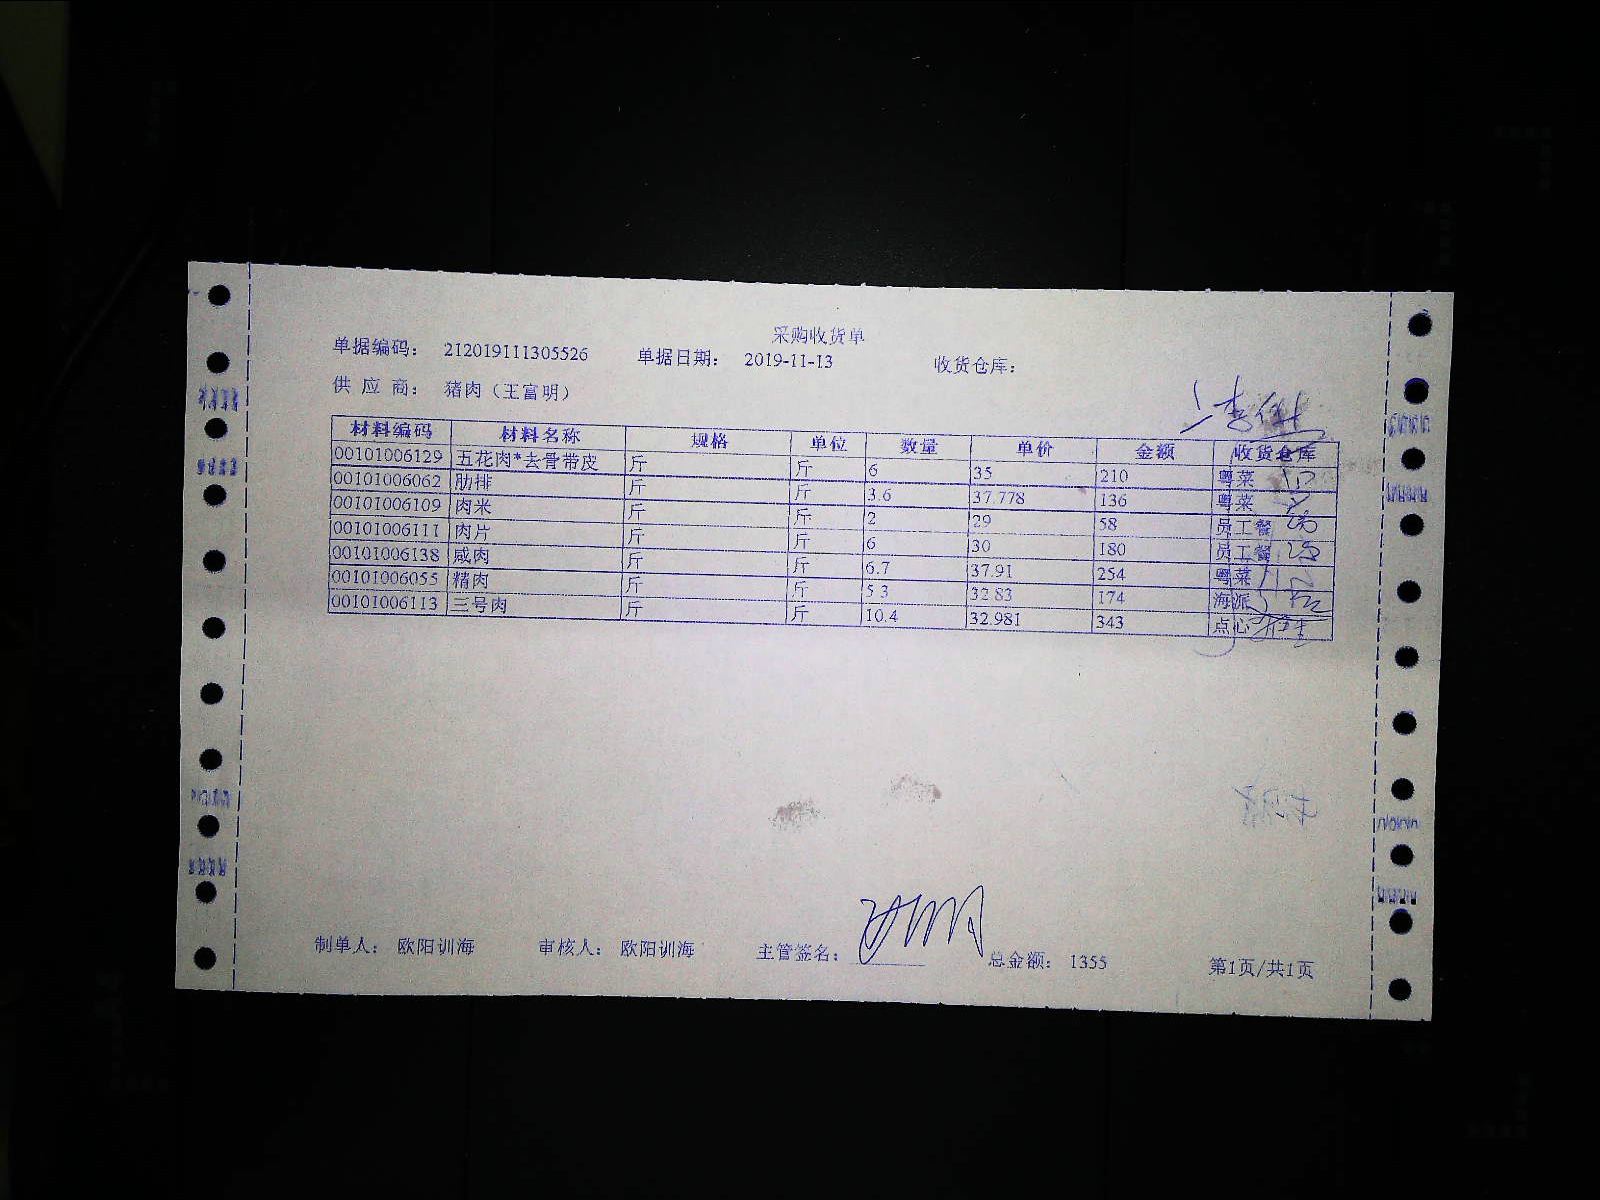 采购收货单
单据编码： 212019111305526 单据日期： 2019-11-13 收货仓库：
供 应 商： 猪肉（王富明）
材料编码 材料名称 规格 单位 数量 单价 金额 收货仓库
00101006129 五花肉*去骨带皮 斤 斤 6 35 210 粤菜
00101006062 肋排 斤 斤 3.6 37.778 136 粤菜
00101006109 肉米 斤 斤 2 29 58 员工餐
00101006111 肉片 斤 斤 6 30 180 员工餐
00101006138 咸肉 斤 斤 6.7 37.91 254 粤菜
00101006055 精肉 斤 斤 5.3 32.83 174 海派
00101006113 三号肉 斤 斤 10.4 32.981 343 点心
制单人： 欧阳训海 审核人： 欧阳训海 主管签名： 总金额： 1355 第1页/共1页